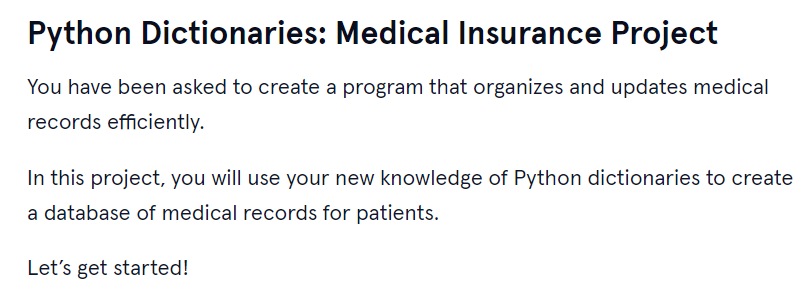 Python Dictionaries: Medical Insurance Project
You have been asked to create a program that organizes and updates medical
records efficiently.
In this project, you will use your new knowledge of Python dictionaries to create
a database of medical records for patients.
Let’s get started!